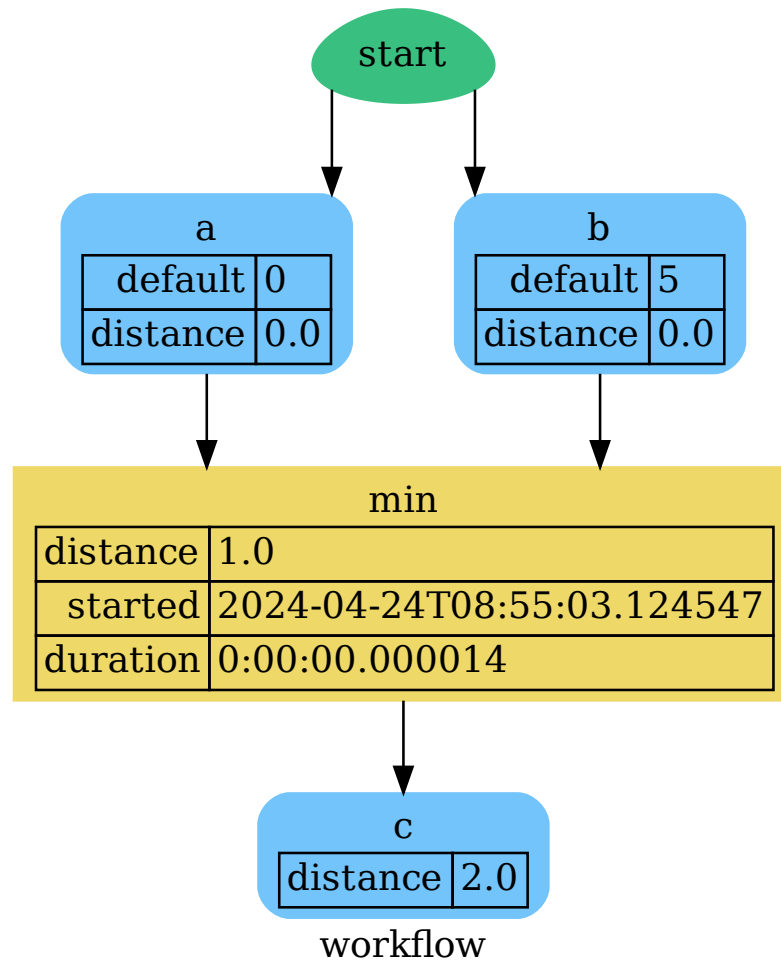 start
a
default 0
distance 0.0
b
default 5
distance 0.0
min
distance 1.0
started 2024-04-24T08:55:03.124547
duration 0:00:00.000014
c
distance 2.0
workflow